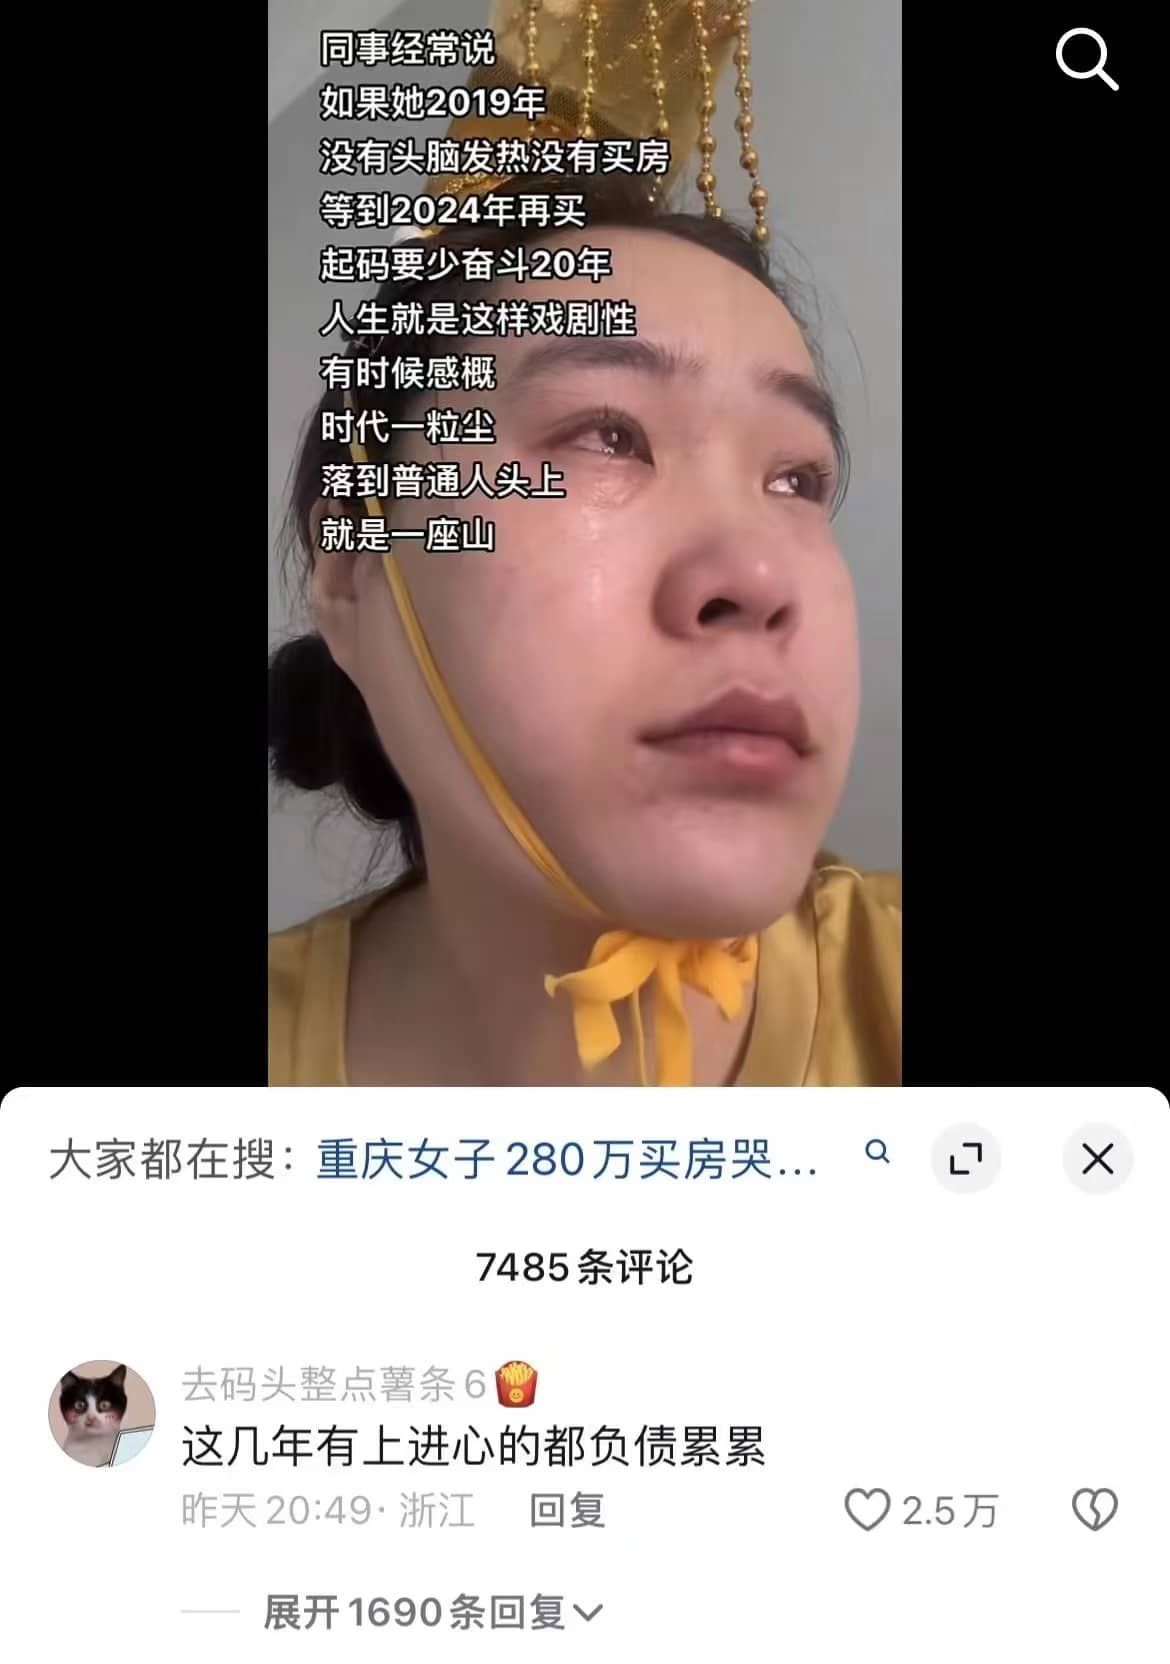 同事经常说
如果她2019年
没有头脑发热没有买房
等到2024年再买
起码要少奋斗20年
人生就是这样戏剧性
有时候感概
时代一粒尘
落到普通人头上
就是一座山
大家都在搜：重庆女子280万买房哭...
7485条评论
去码头整点薯条6🍟
这几年有上进心的都负债累累
昨天20:49·浙江 回复 2.5万
展开1690条回复